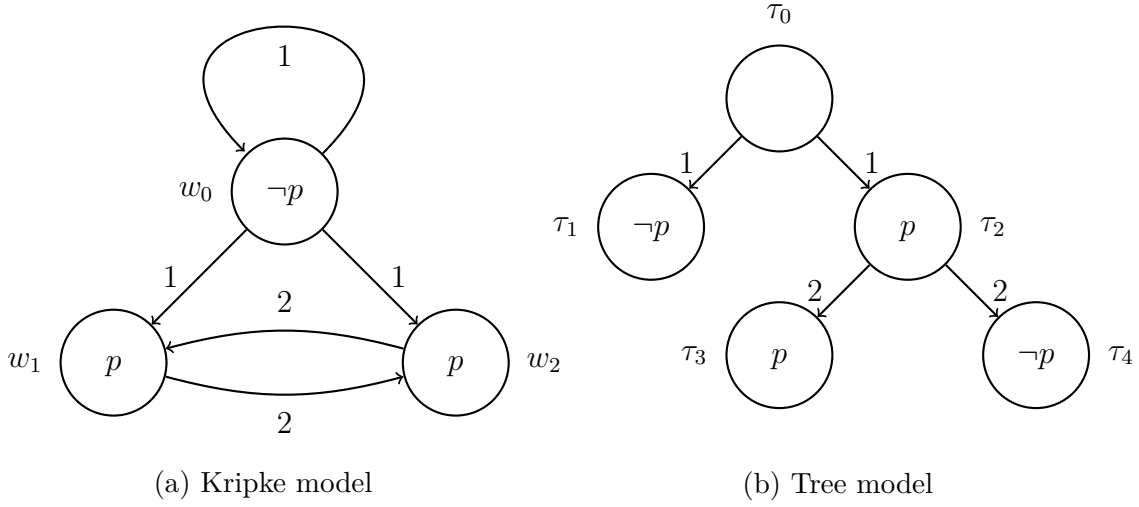 τ₀
1
w₀
¬p
1
1
τ₁
¬p
p
τ₂
1
1
2
2
2
2
w₁
p
p
w₂
τ₃
p
¬p
τ₄
(a) Kripke model
(b) Tree model